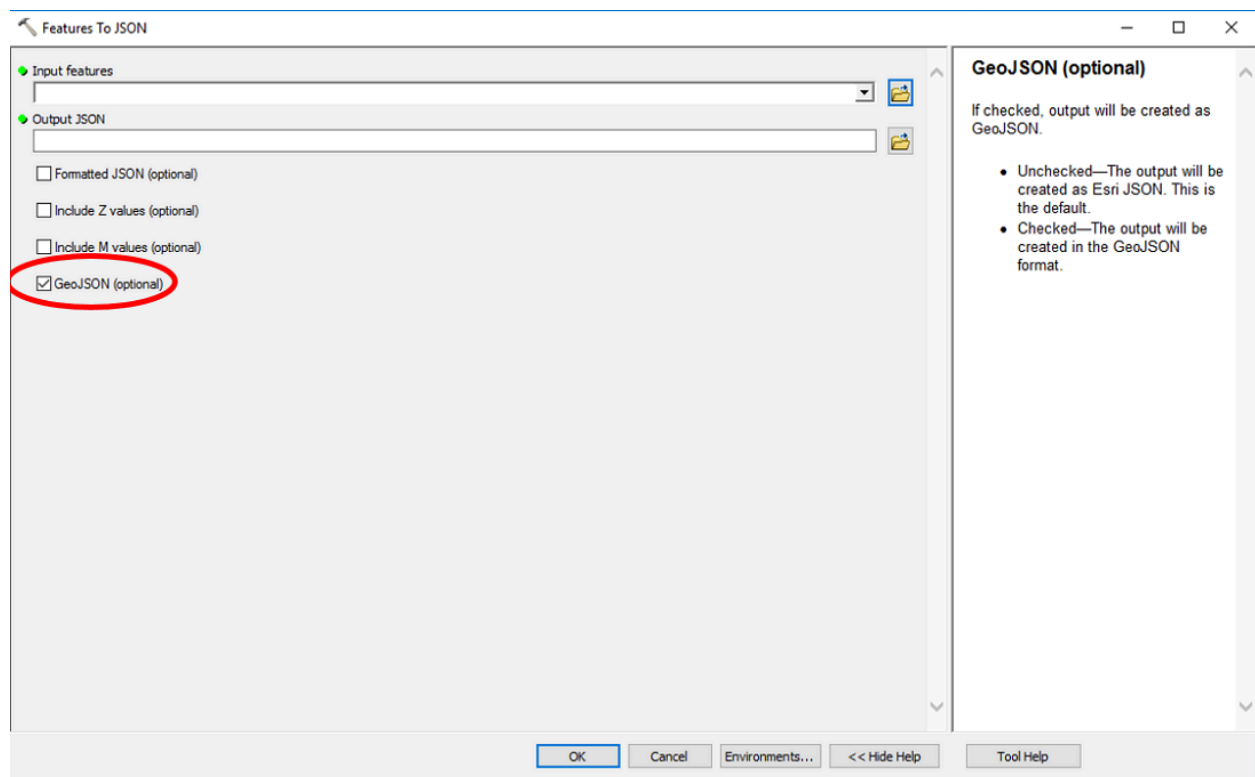 Features To JSON
Input features
Output JSON
Formatted JSON (optional)
Include Z values (optional)
Include M values (optional)
GeoJSON (optional)
GeoJSON (optional)
If checked, output will be created as
GeoJSON.
• Unchecked—The output will be
created as Esri JSON. This is
the default.
• Checked—The output will be
created in the GeoJSON
format.
OK
Cancel
Environments...
<< Hide Help
Tool Help